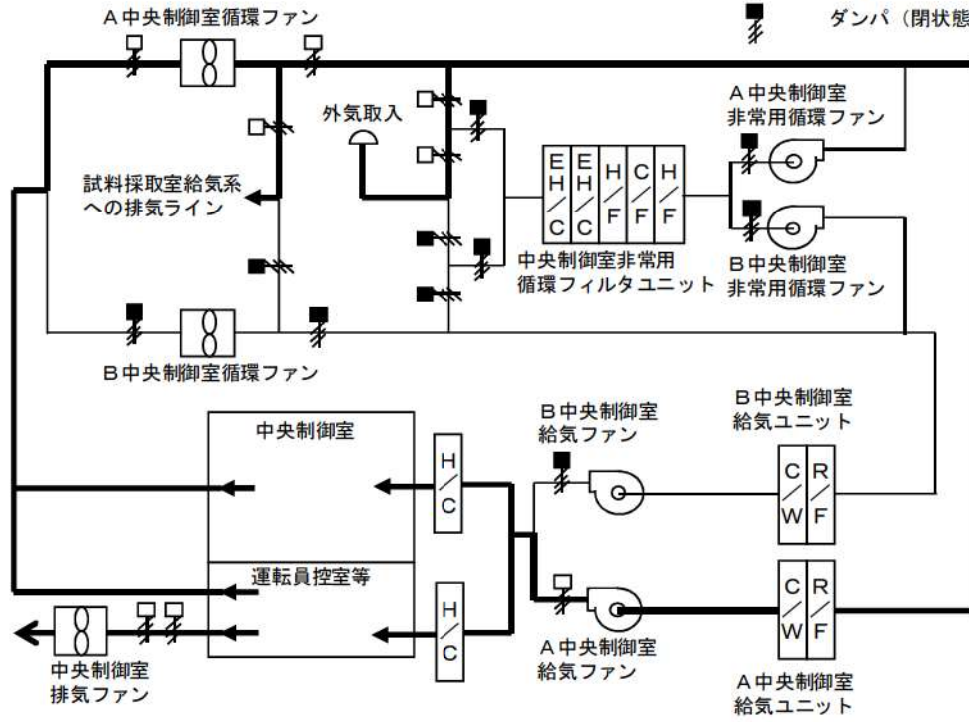 A中央制御室循環ファン
ダンパ（閉状態
外気取入
A中央制御室
非常用循環ファン
試料採取室給気系
への排気ライン
EH/C
EH/C
H/F
C/F
H/F
中央制御室非常用
循環フィルタユニット
B中央制御室
非常用循環ファン
B中央制御室循環ファン
中央制御室
H/C
B中央制御室
給気ファン
B中央制御室
給気ユニット
C/W
R/F
運転員控室等
H/C
C/W
R/F
中央制御室
排気ファン
A中央制御室
給気ファン
A中央制御室
給気ユニット